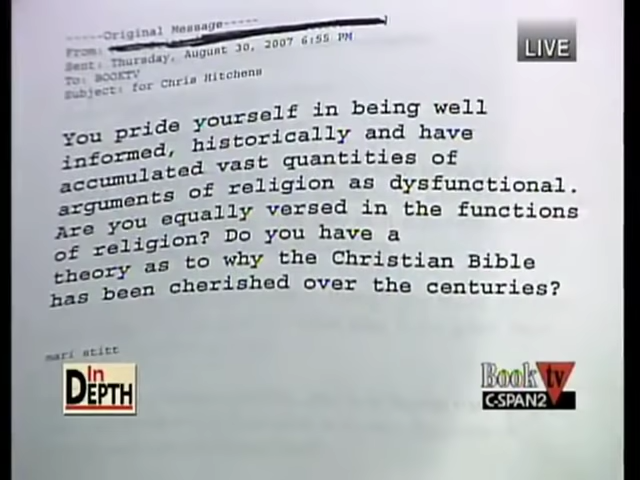 -----Original Message-----
From:
Sent: Thursday, August 30, 2007 6:55 PM
To: BOOKTV
Subject: for Chris Hitchens
LIVE
You pride yourself in being well
informed, historically and have
accumulated vast quantities of
arguments of religion as dysfunctional.
Are you equally versed in the functions
of religion? Do you have a
theory as to why the Christian Bible
has been cherished over the centuries?
mari stitt
In
DEPTH
Book tv
C-SPAN2